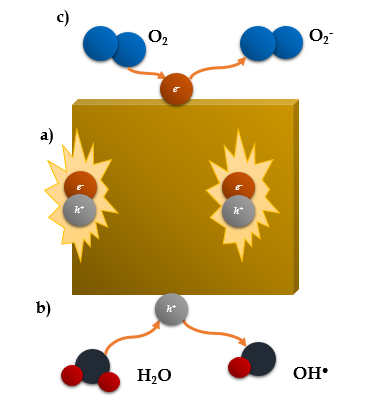 c)
O₂
O₂⁻
e⁻
a)
e⁻
h⁺
e⁻
h⁺
b)
h⁺
H₂O
OH•